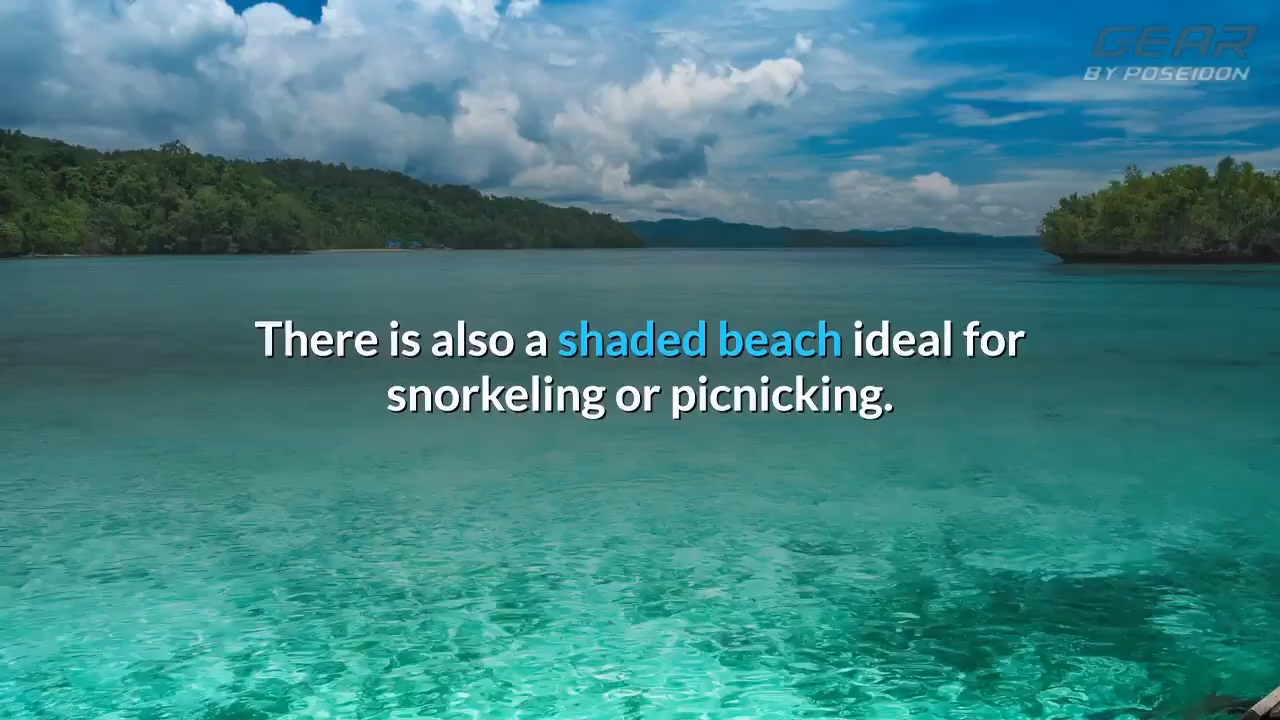 GEAR
BY POSEIDON
There is also a shaded beach ideal for
snorkeling or picnicking.